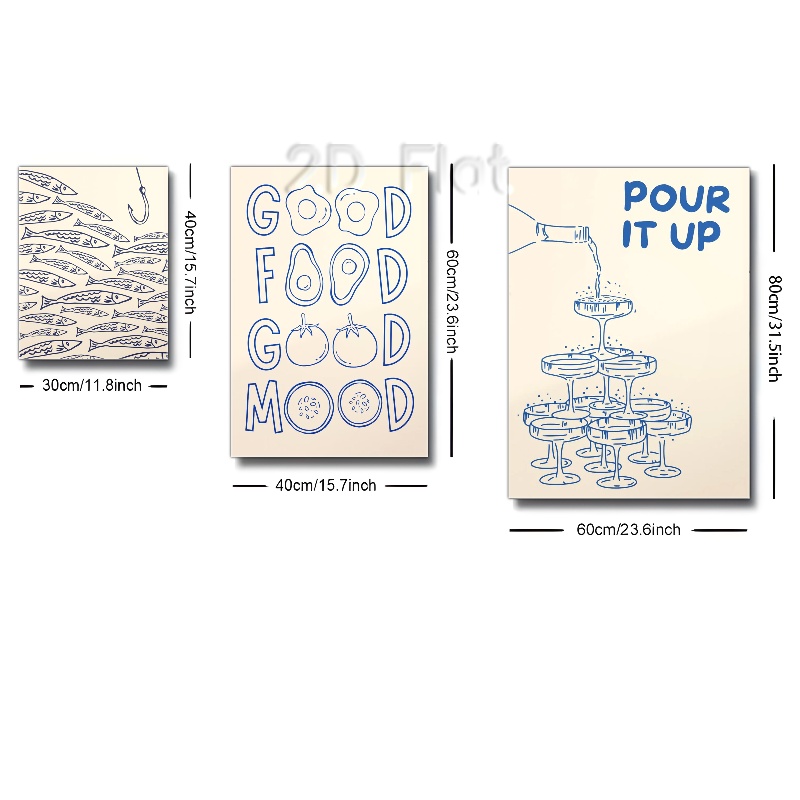 2D Flat
GOOD
FOOD
GOOD
MOOD
POUR
IT UP
40cm/15.7inch
30cm/11.8inch
60cm/23.6inch
40cm/15.7inch
80cm/31.5inch
60cm/23.6inch